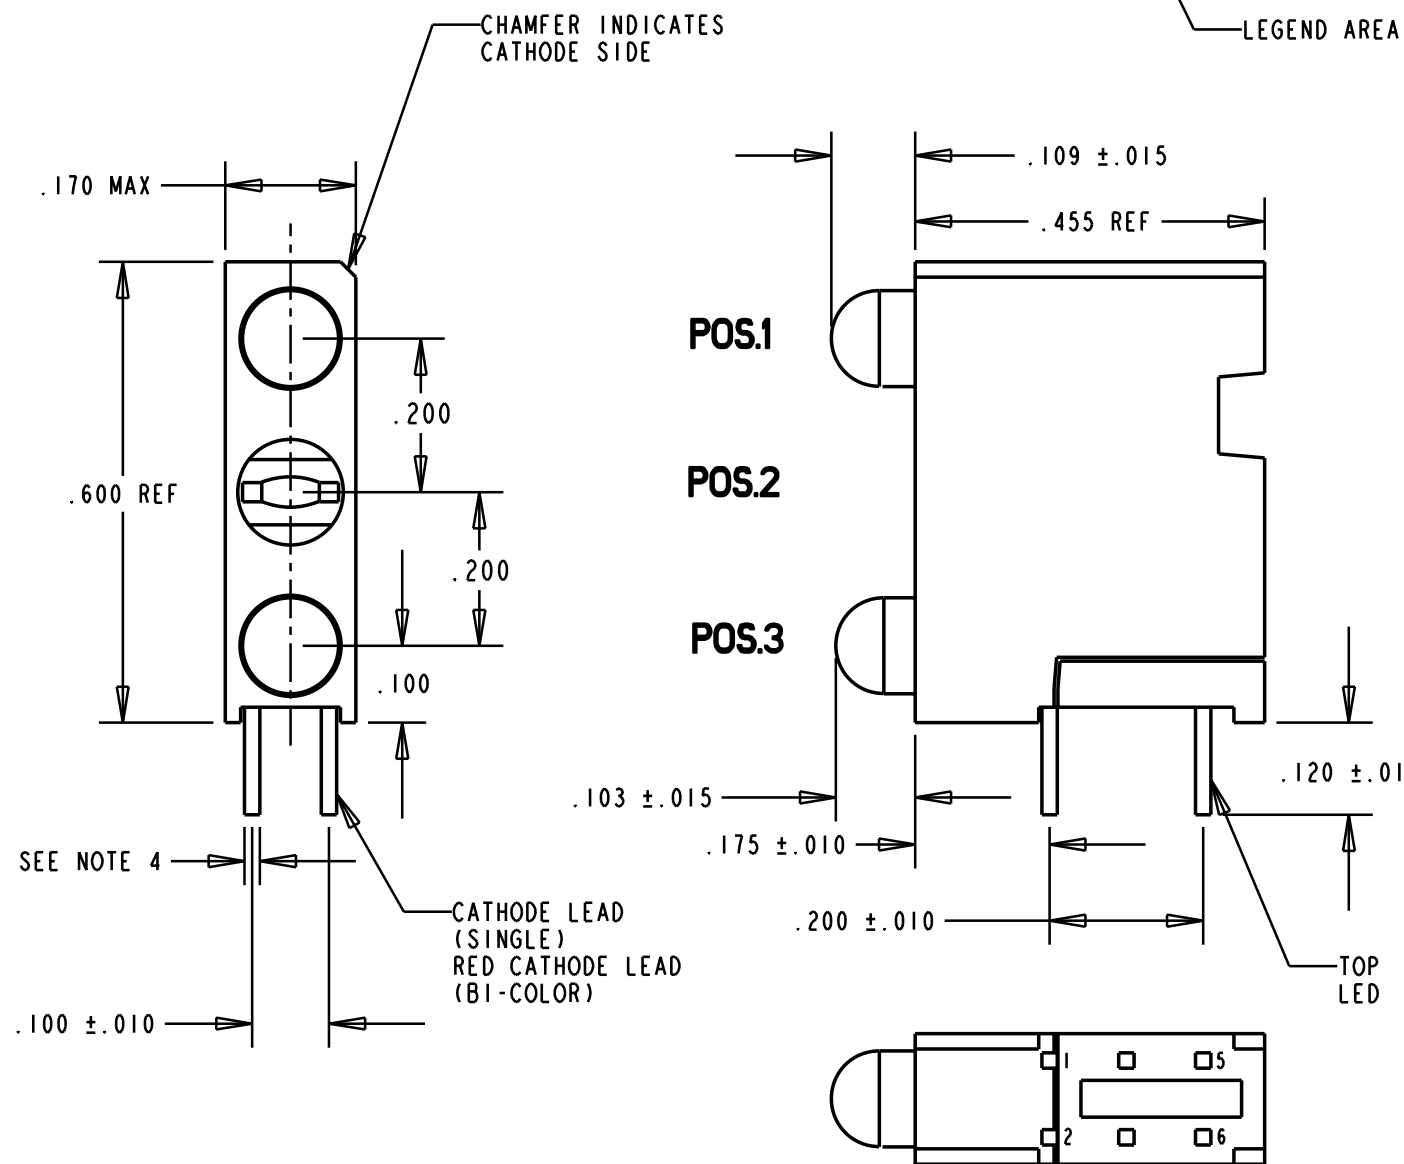 CHAMFER INDICATES
CATHODE SIDE
LEGEND AREA
.170 MAX
.109 ±.015
.455 REF
POS.1
.200
.600 REF
POS.2
.200
POS.3
.100
.103 ±.015
.120 ±.01
.175 ±.010
SEE NOTE 4
.200 ±.010
CATHODE LEAD
(SINGLE)
RED CATHODE LEAD
(BI-COLOR)
TOP
LED
.100 ±.010
1
5
2
6